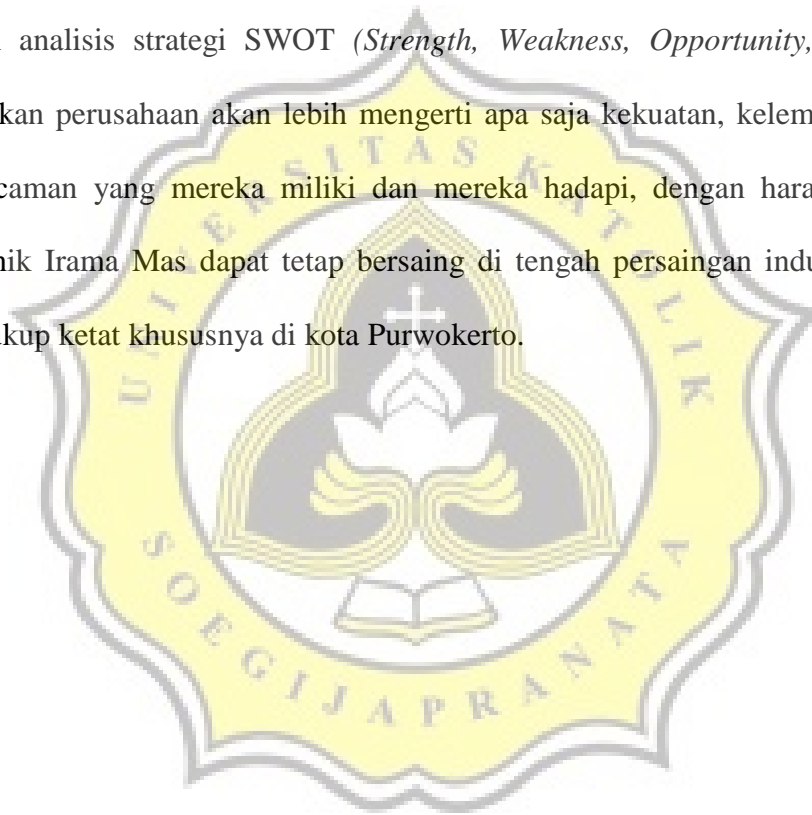 analisis strategi SWOT (Strength, Weakness, Opportunity,
kan perusahaan akan lebih mengerti apa saja kekuatan, kelem
caman yang mereka miliki dan mereka hadapi, dengan hara
nik Irama Mas dapat tetap bersaing di tengah persaingan indu
kup ketat khususnya di kota Purwokerto.
UNIVERSITAS KATOLIK
SOEGIJAPRANATA